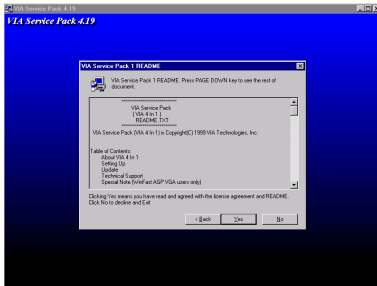 VIA Service Pack 4.19
VIA Service Pack 4.19
VIA Service Pack 1 README
VIA Service Pack 1 README. Press PAGE DOWN key to see the rest of
document.
VIA Service Pack
( VIA 4 In 1 )
README.TXT
VIA Service Pack (VIA 4 In 1) is Copyright(C) 1998 VIA Technologies, Inc.
Table of Contents:
About VIA 4 In 1
Setting Up
Update
Technical Support
Special Note (WinFast AGP VGA users only)
Clicking Yes means you have read and agreed with the license agreement and README.
Click No to decline and Exit
< Back
Yes
No